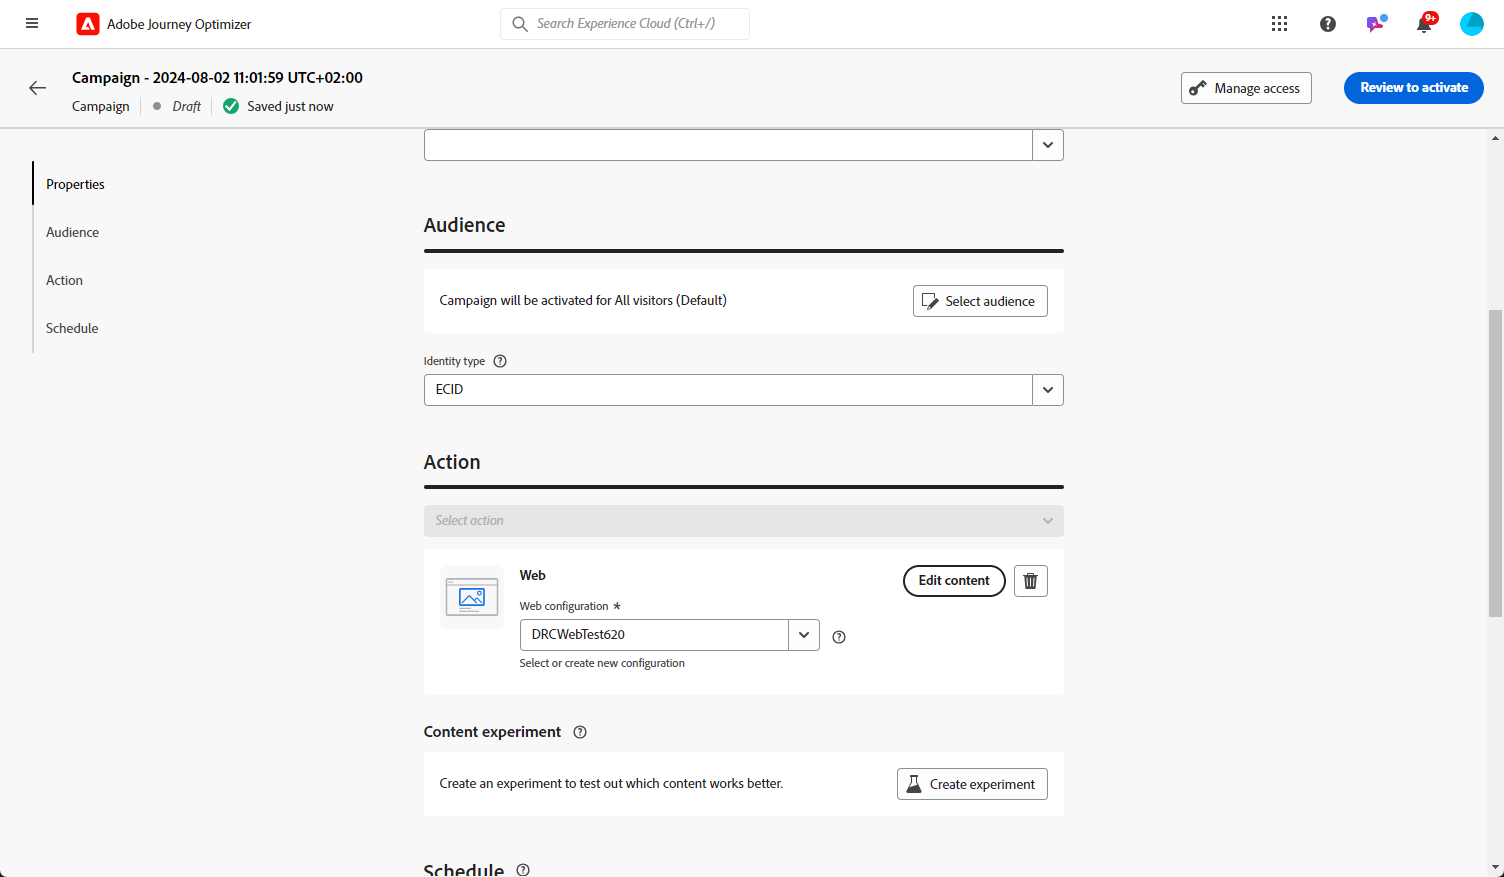 Adobe Journey Optimizer
Search Experience Cloud (Ctrl+/)
9+
Campaign - 2024-08-02 11:01:59 UTC+02:00
Campaign
Draft
Saved just now
Manage access
Review to activate
Properties
Audience
Action
Schedule
Audience
Campaign will be activated for All visitors (Default)
Select audience
Identity type
ECID
Action
Select action
Web
Edit content
Web configuration *
DRCWebTest620
Select or create new configuration
Content experiment
Create an experiment to test out which content works better.
Create experiment
Schedule